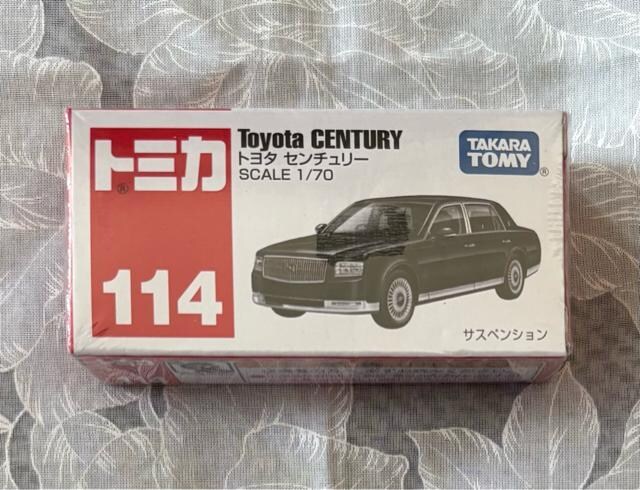 トミカ®
114
Toyota CENTURY
トヨタ センチュリー
SCALE 1/70
TAKARA
TOMY®
サスペンション